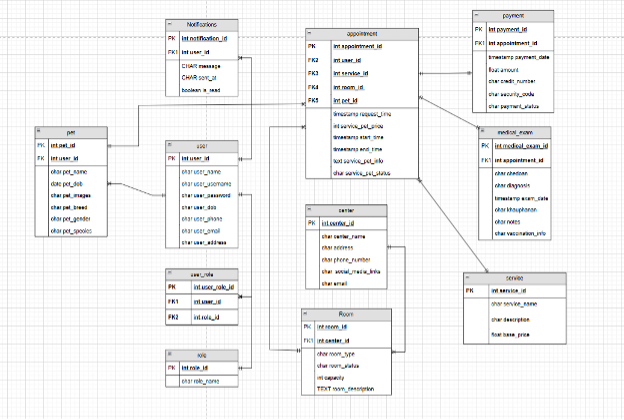 Notifications
PK int notification_id
FK1 int user_id
CHAR message
CHAR sent_at
boolean is_read
appointment
PK int appointment_id
FK2 int user_id
FK3 int service_id
FK4 int room_id
FK5 int pet_id
timestamp request_time
int service_pet_price
timestamp start_time
timestamp end_time
text service_pet_info
char service_pet_status
payment
PK int payment_id
FK1 int appointment_id
timestamp payment_date
float amount
char credit_number
char security_code
char payment_status
pet
PK int pet_id
FK int user_id
char pet_name
date pet_dob
char pet_images
char pet_breed
char pet_gender
char pet_species
user
PK int user_id
char user_name
char user_username
char user_password
char user_dob
char user_phone
char user_email
char user_address
medical_exam
PK int medical_exam_id
FK1 int appointment_id
char chedoan
char diagnosis
timestamp exam_date
char khauphanan
char notes
char vaccination_info
center
PK int center_id
char center_name
char address
char phone_number
char social_media_links
char email
user_role
PK int user_role_id
FK1 int user_id
FK2 int role_id
service
PK int service_id
char service_name
char description
float base_price
Room
PK int room_id
FK1 int center_id
char room_type
char room_status
int capacity
TEXT room_description
role
PK int role_id
char role_name